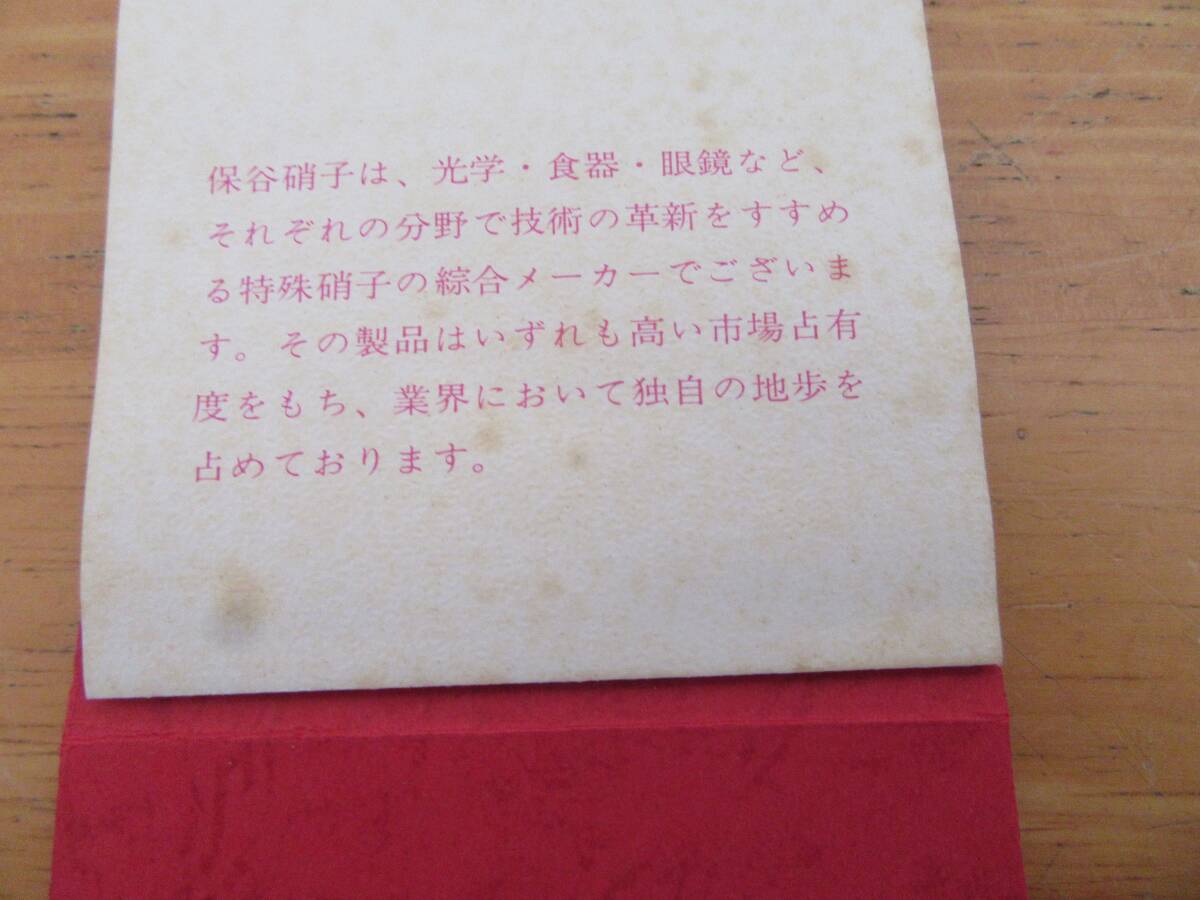 保谷硝子は、光学・食器・眼鏡など、
それぞれの分野で技術の革新をすすめ
る特殊硝子の綜合メーカーでございま
す。その製品はいずれも高い市場占有
度をもち、業界において独自の地歩を
占めております。